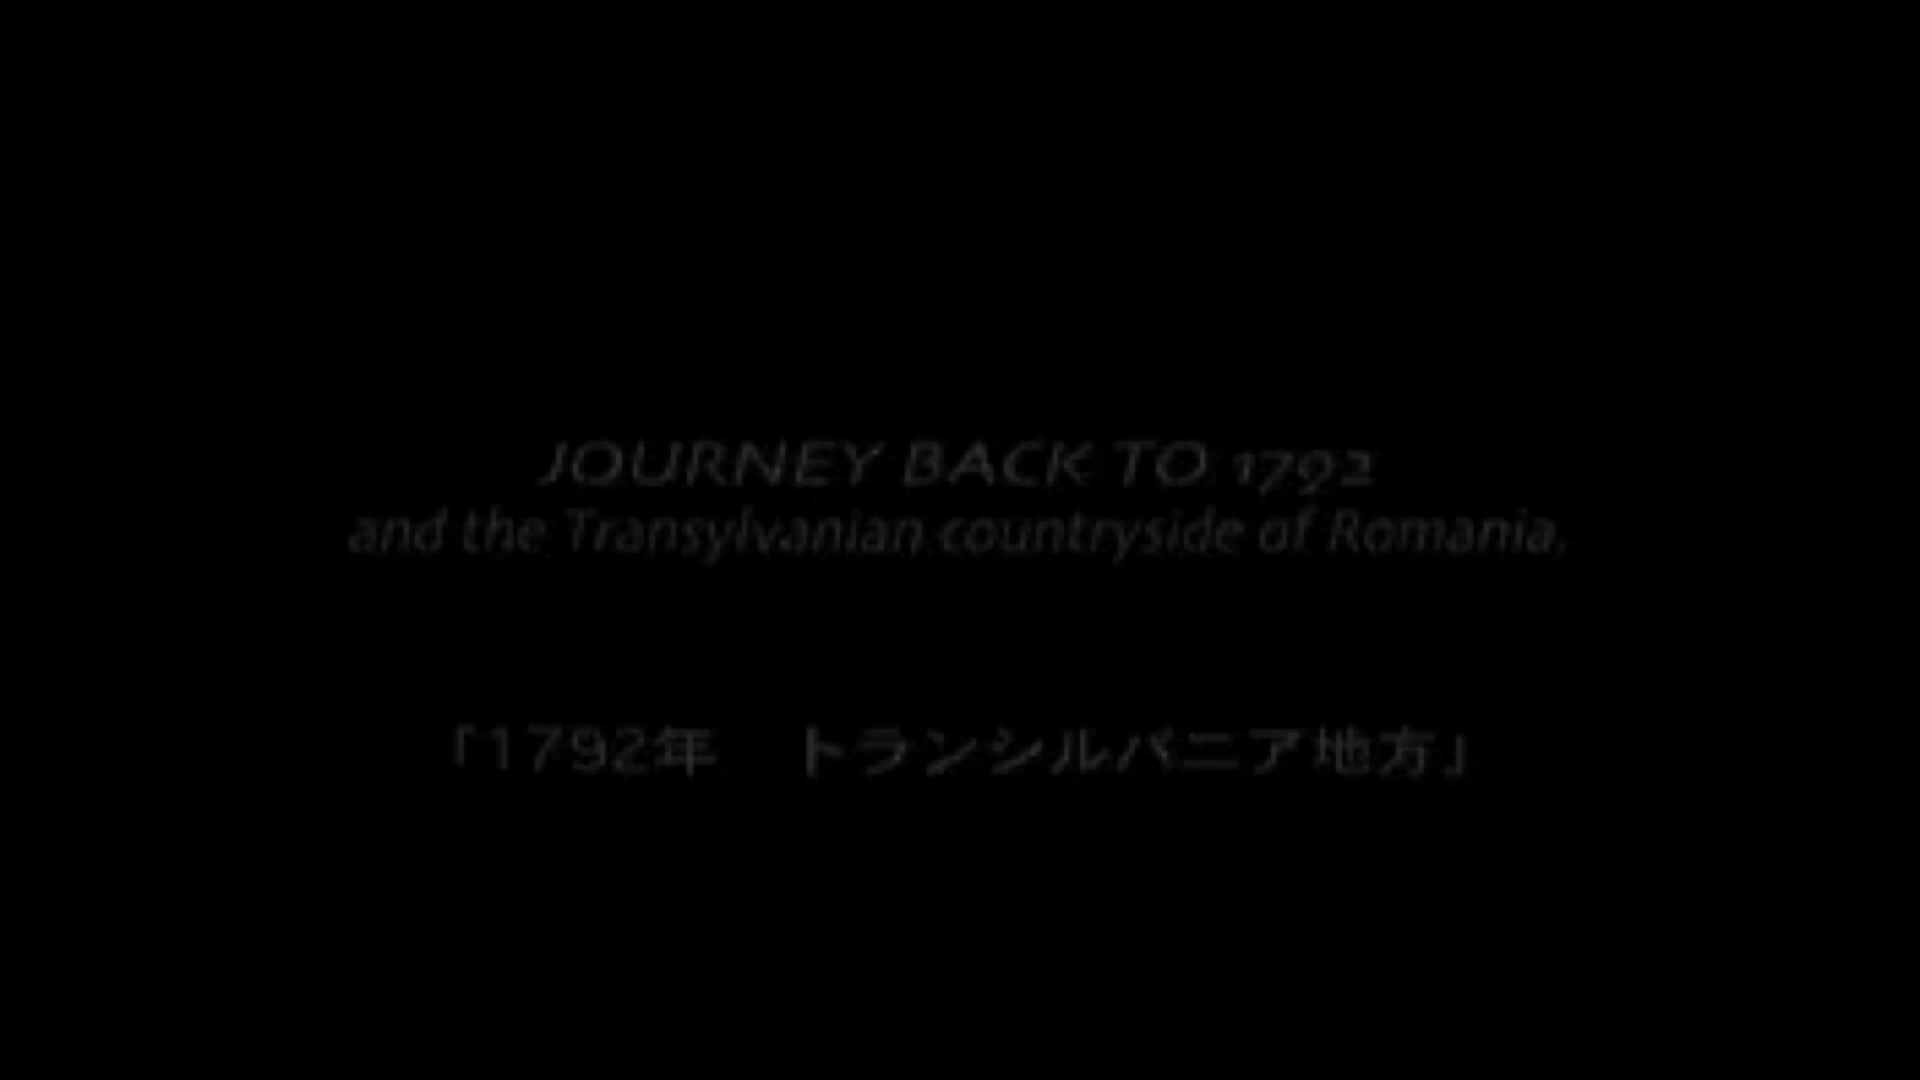 JOURNEY BACK TO 1792
and the Transylvanian countryside of Romania.
「1792年　トランシルバニア地方」